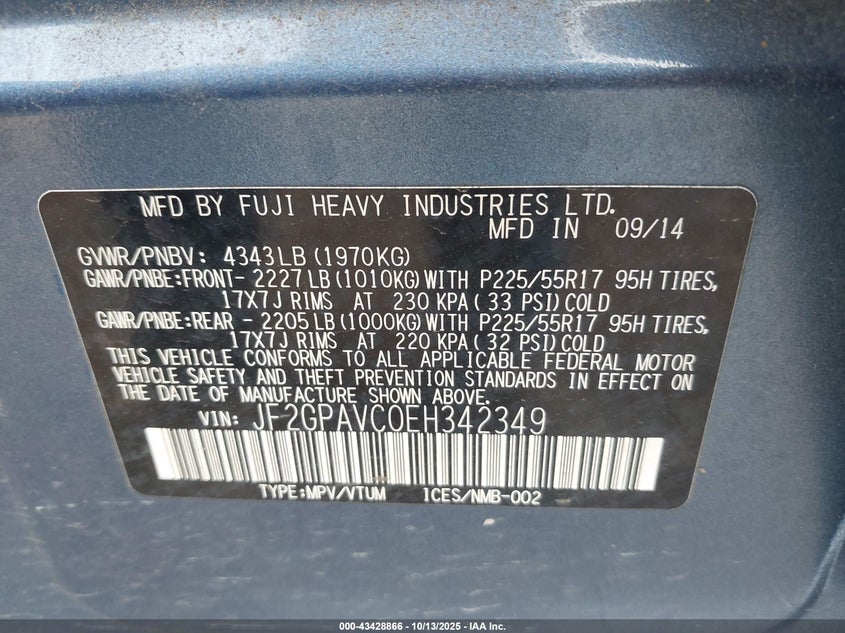 MFD BY FUJI HEAVY INDUSTRIES LTD.
MFD IN 09/14
GVWR/PNBV: 4343LB (1970KG)
GAWR/PNBE:FRONT- 2227LB (1010KG) WITH P225/55R17 95H TIRES,
17X7J RIMS AT 230 KPA ( 33 PSI) COLD
GAWR/PNBE:REAR - 2205LB (1000KG) WITH P225/55R17 95H TIRES,
17X7J RIMS AT 220 KPA ( 32 PSI) COLD
THIS VEHICLE CONFORMS TO ALL APPLICABLE FEDERAL MOTOR
VEHICLE SAFETY AND THEFT PREVENTION STANDARDS IN EFFECT ON
THE DATE OF MANUFACTURE SHOWN ABOVE.
VIN: JF2GPAVC0EH342349
TYPE:MPV/VTUM ICES/NMB-002
000-43428866 - 10/13/2025 - IAA Inc.